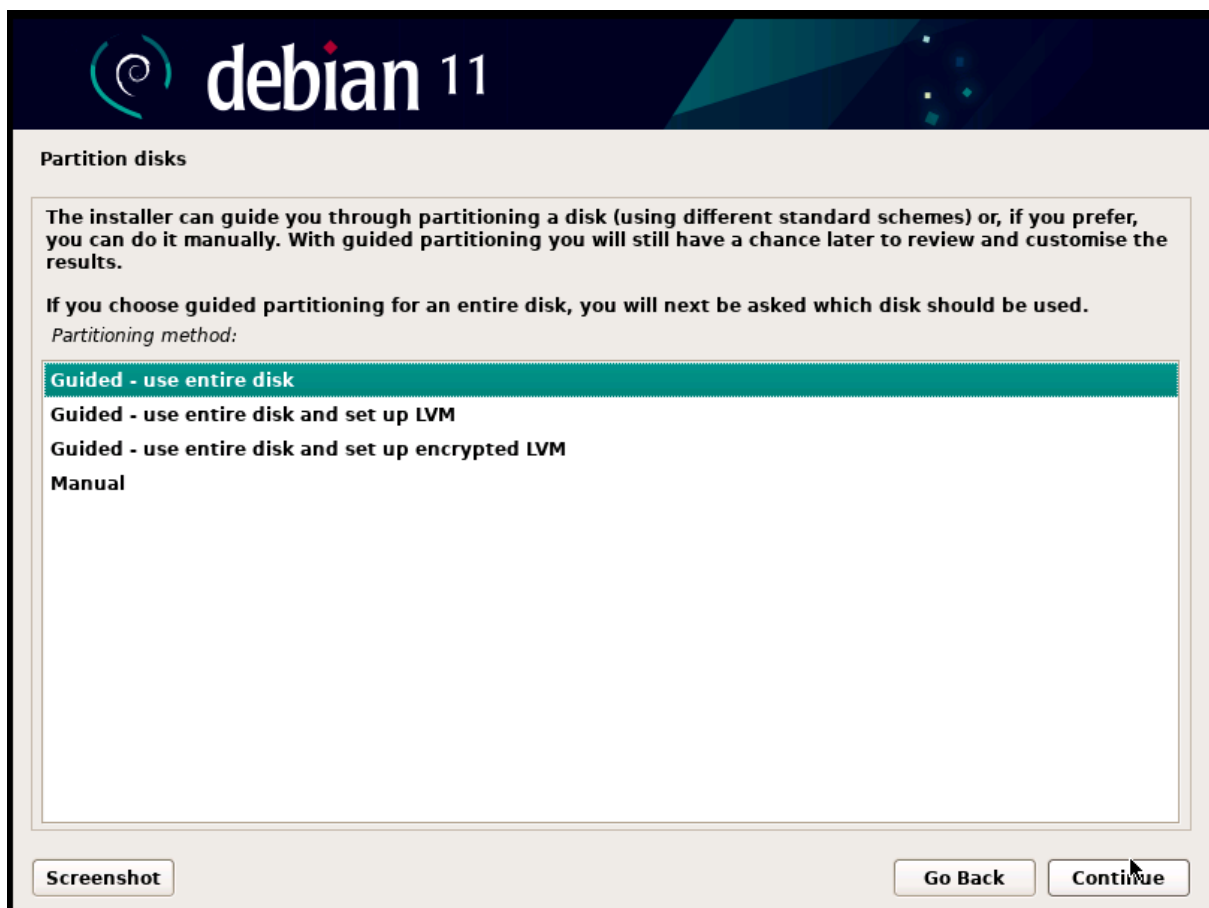 debian 11
Partition disks
The installer can guide you through partitioning a disk (using different standard schemes) or, if you prefer,
you can do it manually. With guided partitioning you will still have a chance later to review and customise the
results.
If you choose guided partitioning for an entire disk, you will next be asked which disk should be used.
Partitioning method:
Guided - use entire disk
Guided - use entire disk and set up LVM
Guided - use entire disk and set up encrypted LVM
Manual
Screenshot
Go Back
Continue